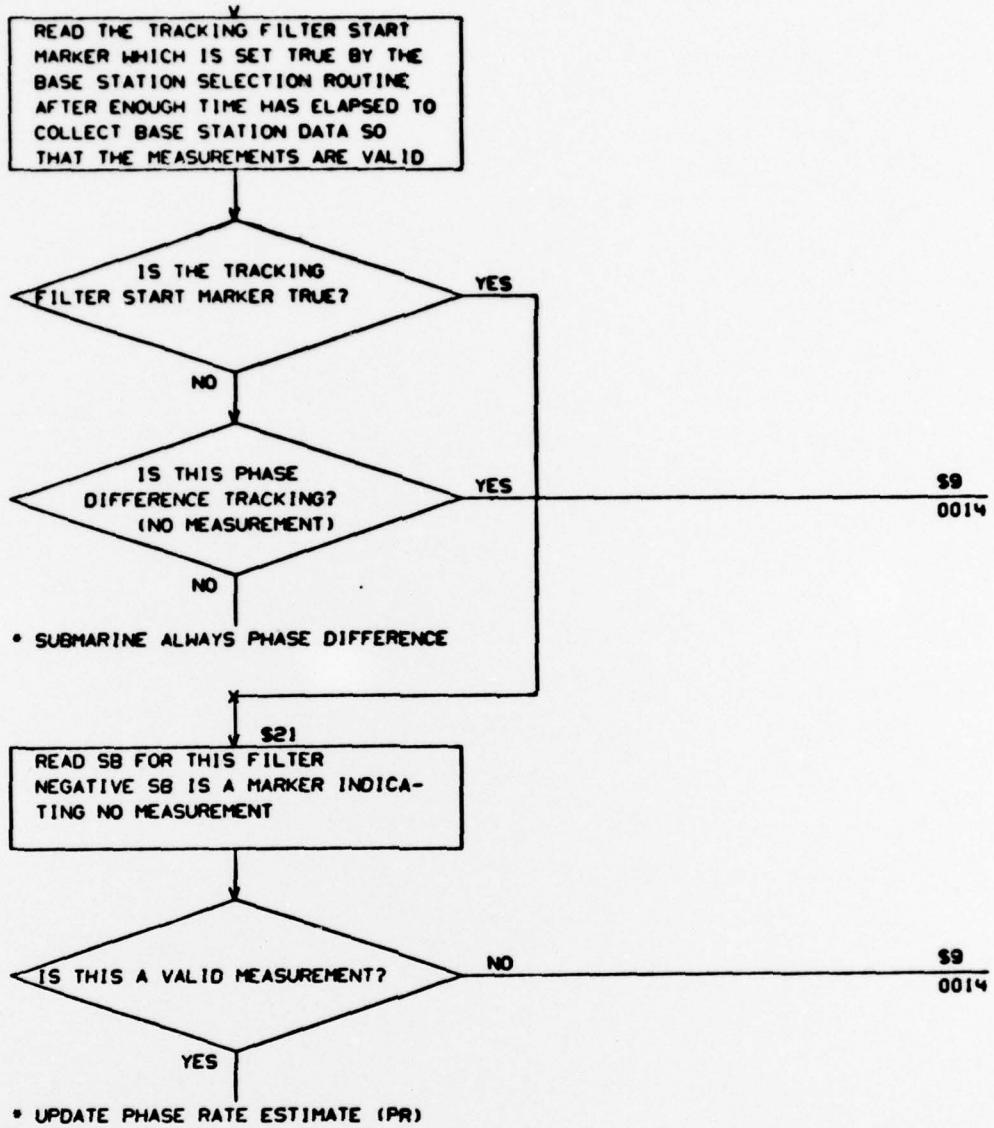 READ THE TRACKING FILTER START
MARKER WHICH IS SET TRUE BY THE
BASE STATION SELECTION ROUTINE
AFTER ENOUGH TIME HAS ELAPSED TO
COLLECT BASE STATION DATA SO
THAT THE MEASUREMENTS ARE VALID
IS THE TRACKING
FILTER START MARKER TRUE?
YES
NO
IS THIS PHASE
DIFFERENCE TRACKING?
(NO MEASUREMENT)
YES
$9
0014
NO
* SUBMARINE ALWAYS PHASE DIFFERENCE
$21
READ SB FOR THIS FILTER
NEGATIVE SB IS A MARKER INDICA-
TING NO MEASUREMENT
IS THIS A VALID MEASUREMENT?
NO
$9
0014
YES
* UPDATE PHASE RATE ESTIMATE (PR)